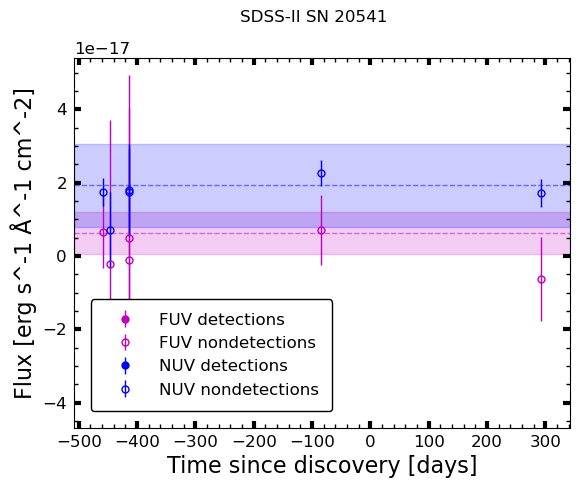 SDSS-II SN 20541
1e−17
4
2
0
−2
−4
Flux [erg s^-1 Å^-1 cm^-2]
FUV detections
FUV nondetections
NUV detections
NUV nondetections
−500 −400 −300 −200 −100 0 100 200 300
Time since discovery [days]